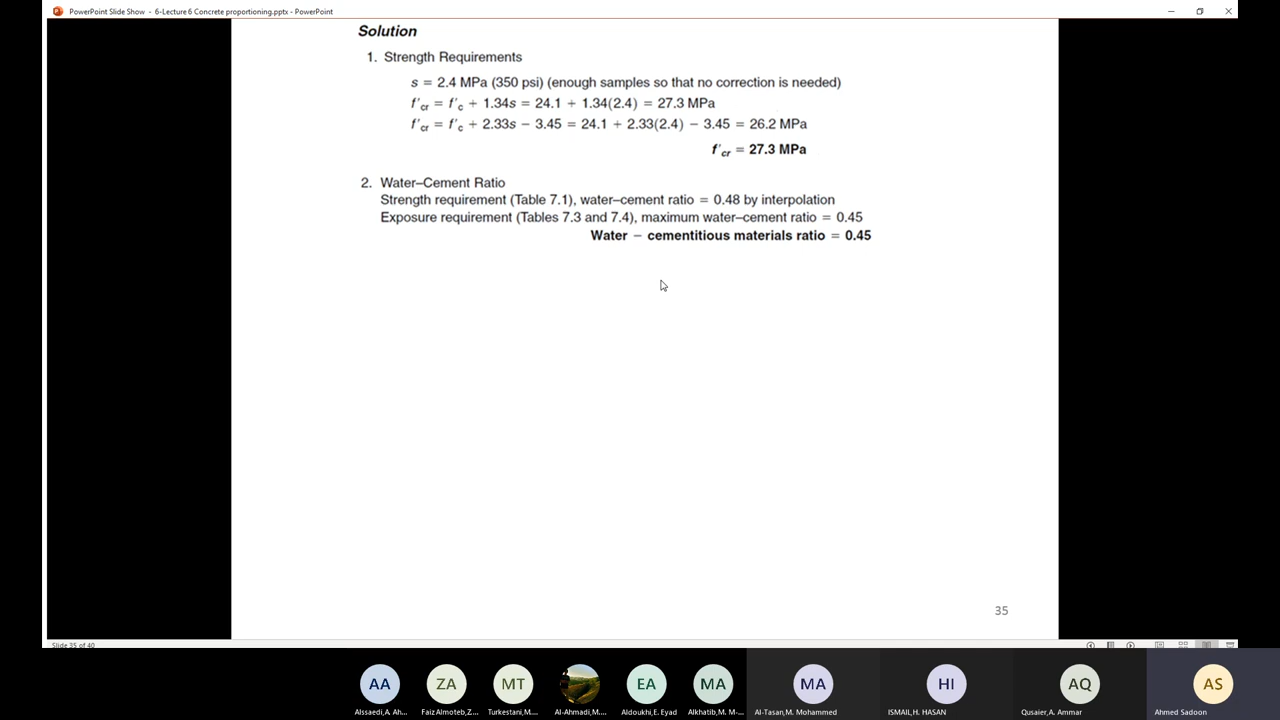 PowerPoint Slide Show - 6-Lecture 6 Concrete proportioning.pptx - PowerPoint
Solution
1. Strength Requirements
s = 2.4 MPa (350 psi) (enough samples so that no correction is needed)
f'cr = f'c + 1.34s = 24.1 + 1.34(2.4) = 27.3 MPa
f'cr = f'c + 2.33s − 3.45 = 24.1 + 2.33(2.4) − 3.45 = 26.2 MPa
f'cr = 27.3 MPa
2. Water–Cement Ratio
Strength requirement (Table 7.1), water–cement ratio = 0.48 by interpolation
Exposure requirement (Tables 7.3 and 7.4), maximum water–cement ratio = 0.45
Water − cementitious materials ratio = 0.45
35
Slide 35 of 40
AA ZA MT EA MA MA HI AQ AS
Alssaedi,A. Ah... FaizAlmoteb,Z.... Turkestani,M.... Al-Ahmadi,M.... Aldoukhi,E. Eyad Alkhatib,M. M-... Al-Tasan,M. Mohammed ISMAIL,H. HASAN Qusaier,A. Ammar Ahmed Sadoon